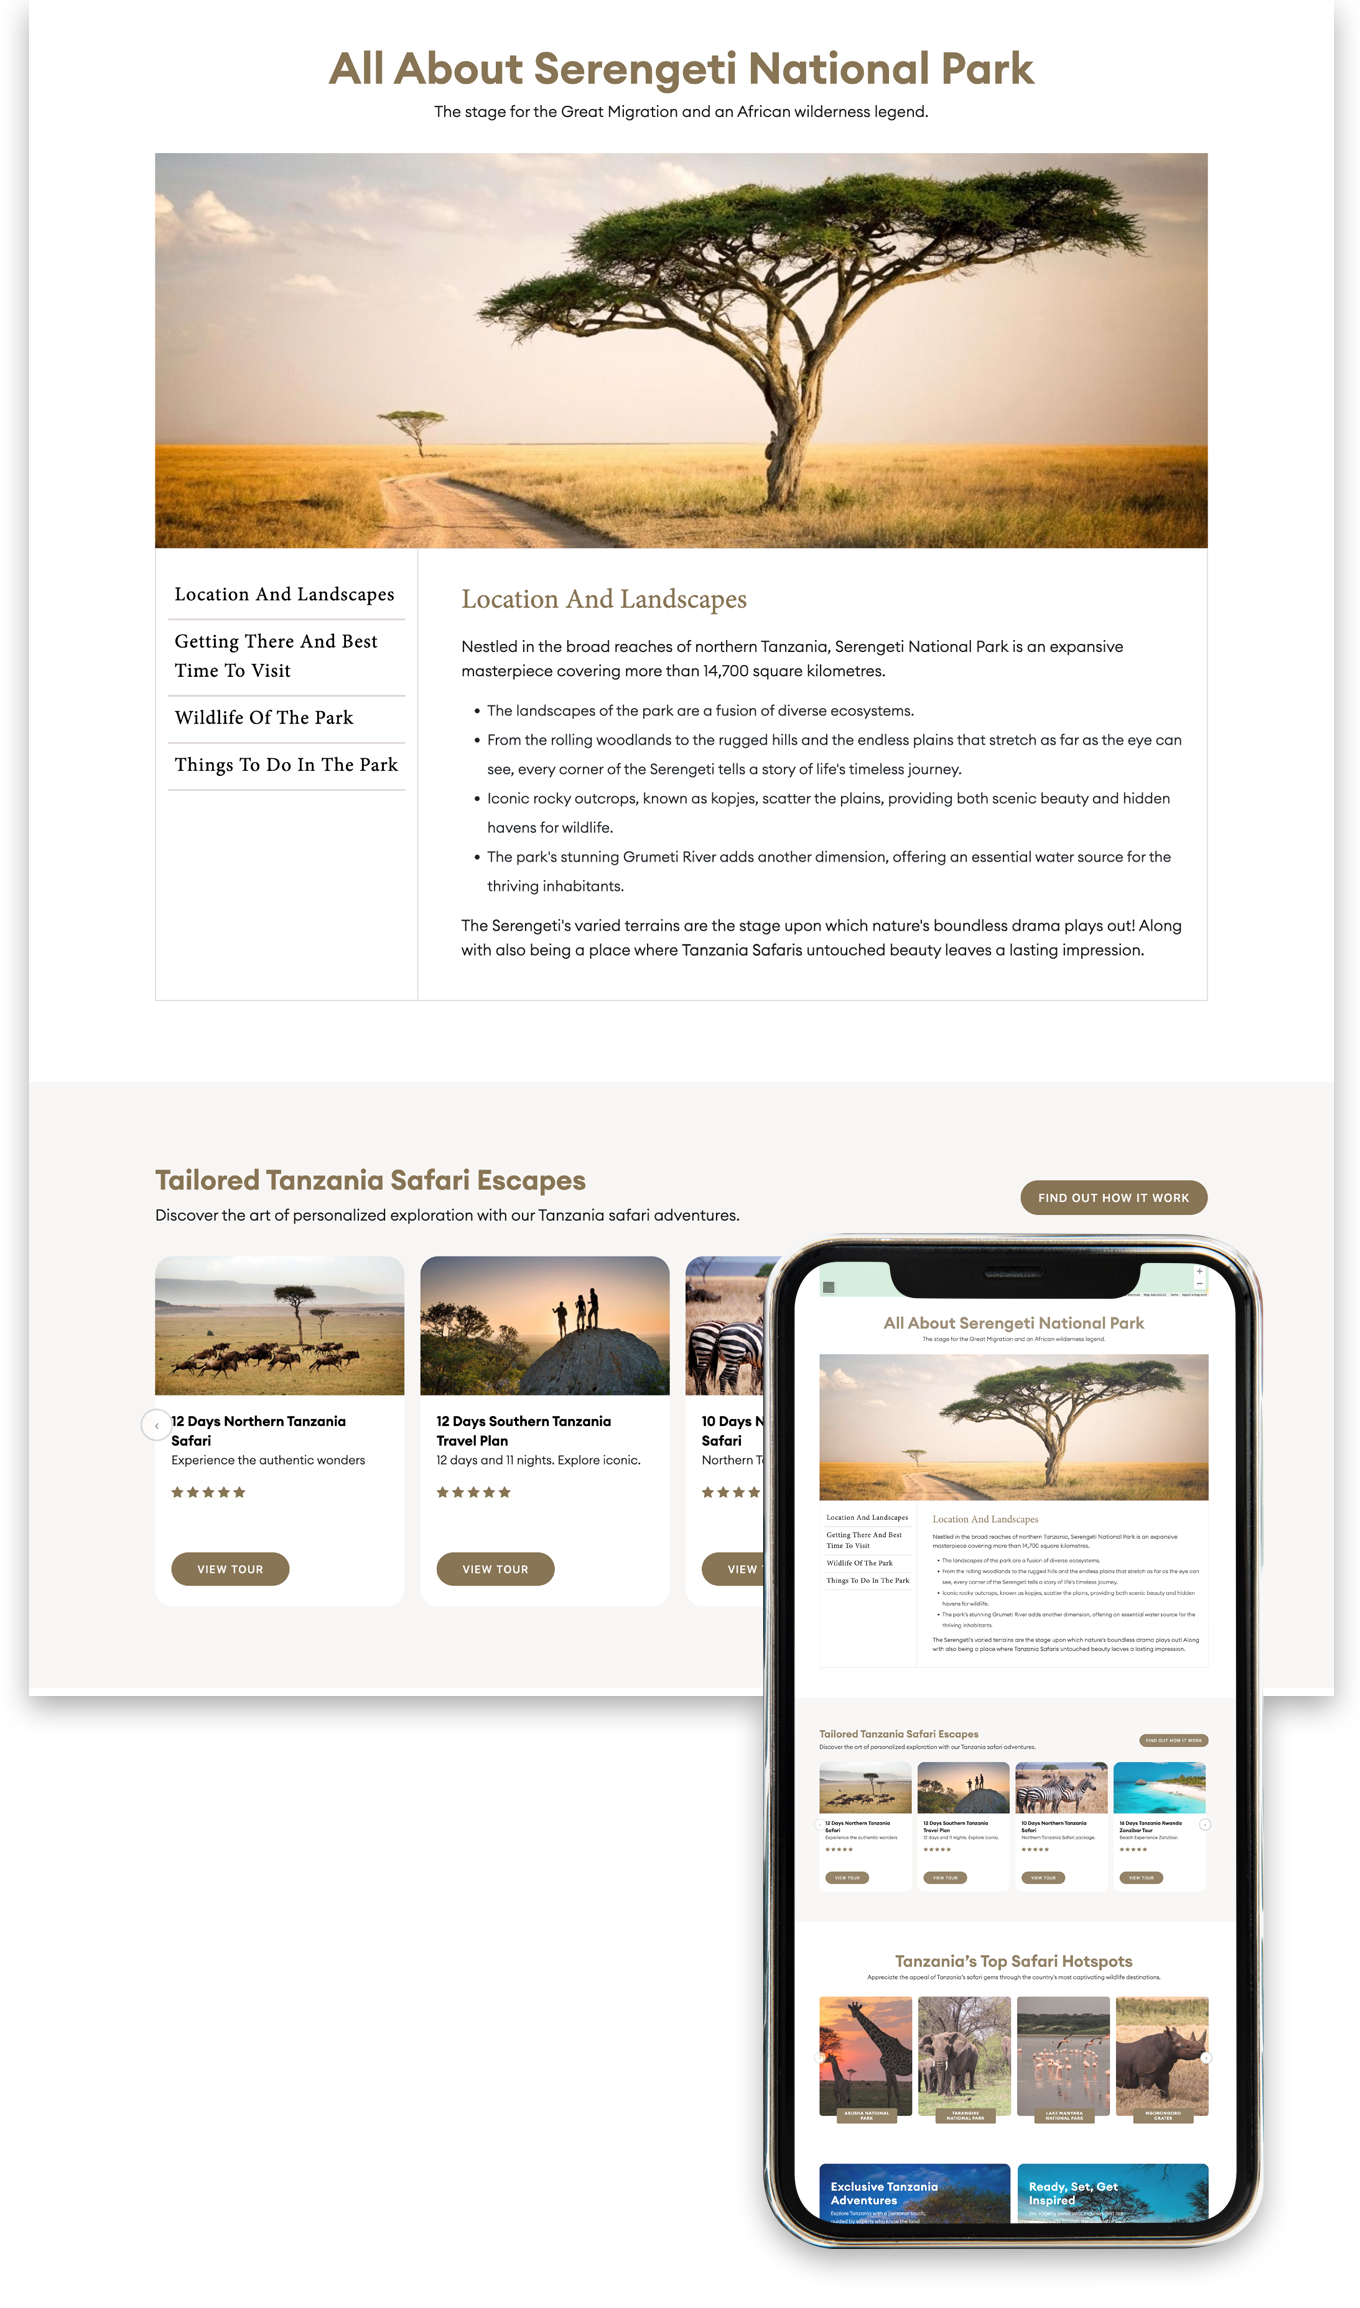 All About Serengeti National Park
The stage for the Great Migration and an African wilderness legend.
Location And Landscapes
Getting There And Best
Time To Visit
Wildlife Of The Park
Things To Do In The Park
Location And Landscapes
Nestled in the broad reaches of northern Tanzania, Serengeti National Park is an expansive
masterpiece covering more than 14,700 square kilometres.
• The landscapes of the park are a fusion of diverse ecosystems.
• From the rolling woodlands to the rugged hills and the endless plains that stretch as far as the eye can
see, every corner of the Serengeti tells a story of life's timeless journey.
• Iconic rocky outcrops, known as kopjes, scatter the plains, providing both scenic beauty and hidden
havens for wildlife.
• The park's stunning Grumeti River adds another dimension, offering an essential water source for the
thriving inhabitants.
The Serengeti's varied terrains are the stage upon which nature's boundless drama plays out! Along
with also being a place where Tanzania Safaris untouched beauty leaves a lasting impression.
Tailored Tanzania Safari Escapes
Discover the art of personalized exploration with our Tanzania safari adventures.
FIND OUT HOW IT WORK
12 Days Northern Tanzania
Safari
Experience the authentic wonders
VIEW TOUR
12 Days Southern Tanzania
Travel Plan
12 days and 11 nights. Explore iconic.
VIEW TOUR
10 Days N
Safari
Northern T
VIEW T
All About Serengeti National Park
The stage for the Great Migration and an African wilderness legend.
Location And Landscapes
Getting There And Best
Time To Visit
Wildlife Of The Park
Things To Do In The Park
Location And Landscapes
Nestled in the broad reaches of northern Tanzania, Serengeti National Park is an expansive
masterpiece covering more than 14,700 square kilometres.
• The landscapes of the park are a fusion of diverse ecosystems.
• From the rolling woodlands to the rugged hills and the endless plains that stretch as far as the eye can
see, every corner of the Serengeti tells a story of life's timeless journey.
• Iconic rocky outcrops, known as kopjes, scatter the plains, providing both scenic beauty and hidden
havens for wildlife.
• The park's stunning Grumeti River adds another dimension, offering an essential water source for the
thriving inhabitants.
The Serengeti's varied terrains are the stage upon which nature's boundless drama plays out! Along
with also being a place where Tanzania Safaris untouched beauty leaves a lasting impression.
Tailored Tanzania Safari Escapes
Discover the art of personalized exploration with our Tanzania safari adventures.
FIND OUT HOW IT WORK
12 Days Northern Tanzania
Safari
Experience the authentic wonders
VIEW TOUR
12 Days Southern Tanzania
Travel Plan
12 days and 11 nights. Explore iconic.
VIEW TOUR
10 Days Northern Tanzania
Safari
Northern Tanzania Safari package.
VIEW TOUR
16 Days Tanzania Rwanda
Zanzibar Tour
Beach Experience Zanzibar.
VIEW TOUR
Tanzania's Top Safari Hotspots
Appreciate the appeal of Tanzania's safari gems through the country's most captivating wildlife destinations.
ARUSHA NATIONAL
PARK
TARANGIRE
NATIONAL PARK
LAKE MANYARA
NATIONAL PARK
NGORONGORO
CRATER
Exclusive Tanzania
Adventures
Explore Tanzania with a personal touch,
guided by experts who know the land
Ready, Set, Get
Inspired